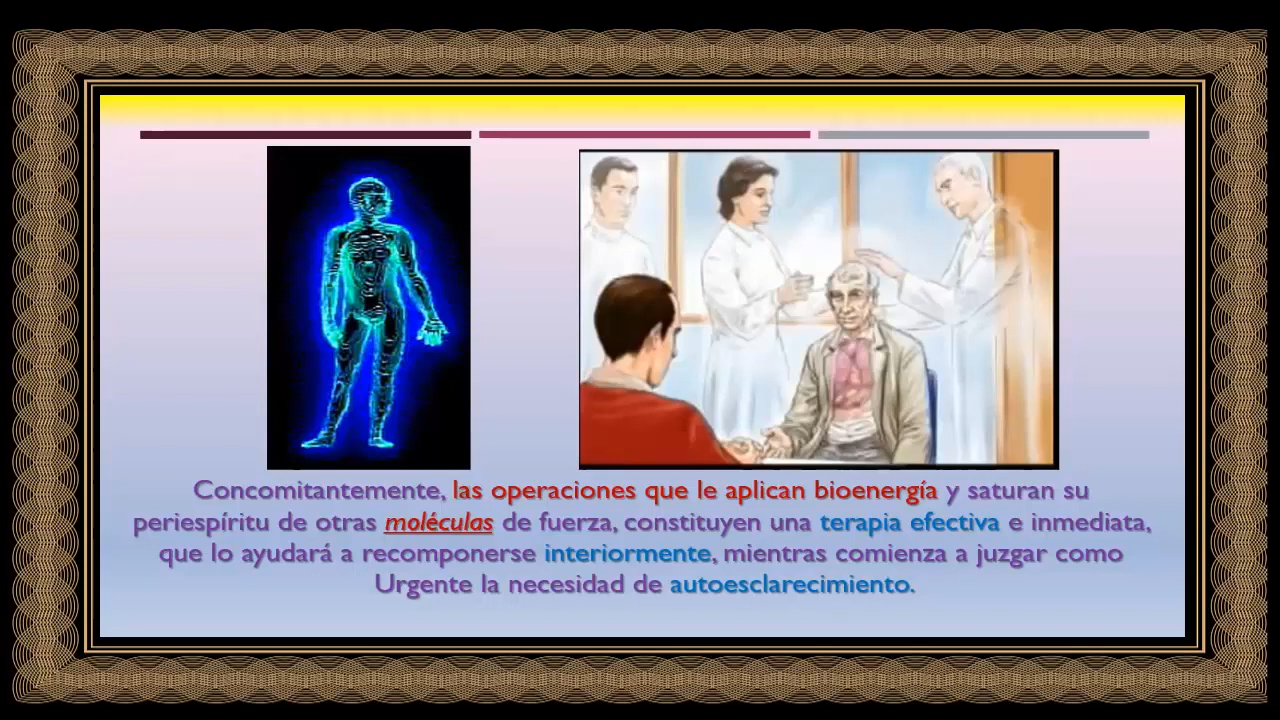 Concomitantemente, las operaciones que le aplican bioenergía y saturan su
periespíritu de otras moléculas de fuerza, constituyen una terapia efectiva e inmediata,
que lo ayudará a recomponerse interiormente, mientras comienza a juzgar como
Urgente la necesidad de autoesclarecimiento.